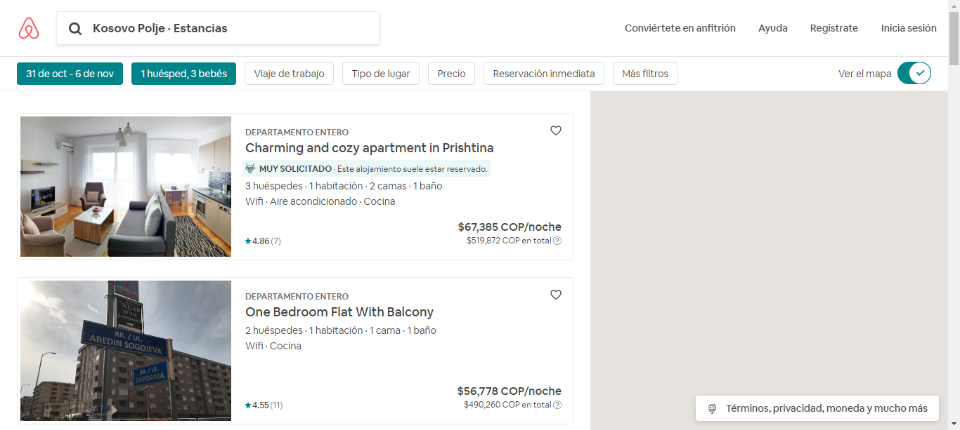 Kosovo Polje · Estancias
Conviértete en anfitrión
Ayuda
Regístrate
Inicia sesión
31 de oct - 6 de nov
1 huésped, 3 bebés
Viaje de trabajo
Tipo de lugar
Precio
Reservación inmediata
Más filtros
Ver el mapa
DEPARTAMENTO ENTERO
Charming and cozy apartment in Prishtina
MUY SOLICITADO · Este alojamiento suele estar reservado.
3 huéspedes · 1 habitación · 2 camas · 1 baño
Wifi · Aire acondicionado · Cocina
$67,385 COP/noche
4.86 (7)
$519,872 COP en total
DEPARTAMENTO ENTERO
One Bedroom Flat With Balcony
2 huéspedes · 1 habitación · 1 cama · 1 baño
Wifi · Cocina
$56,778 COP/noche
4.55 (11)
$490,260 COP en total
RR. / UL.
ABEDIN SOGOJEVA
RR. / UL.
DARDANIA
Términos, privacidad, moneda y mucho más